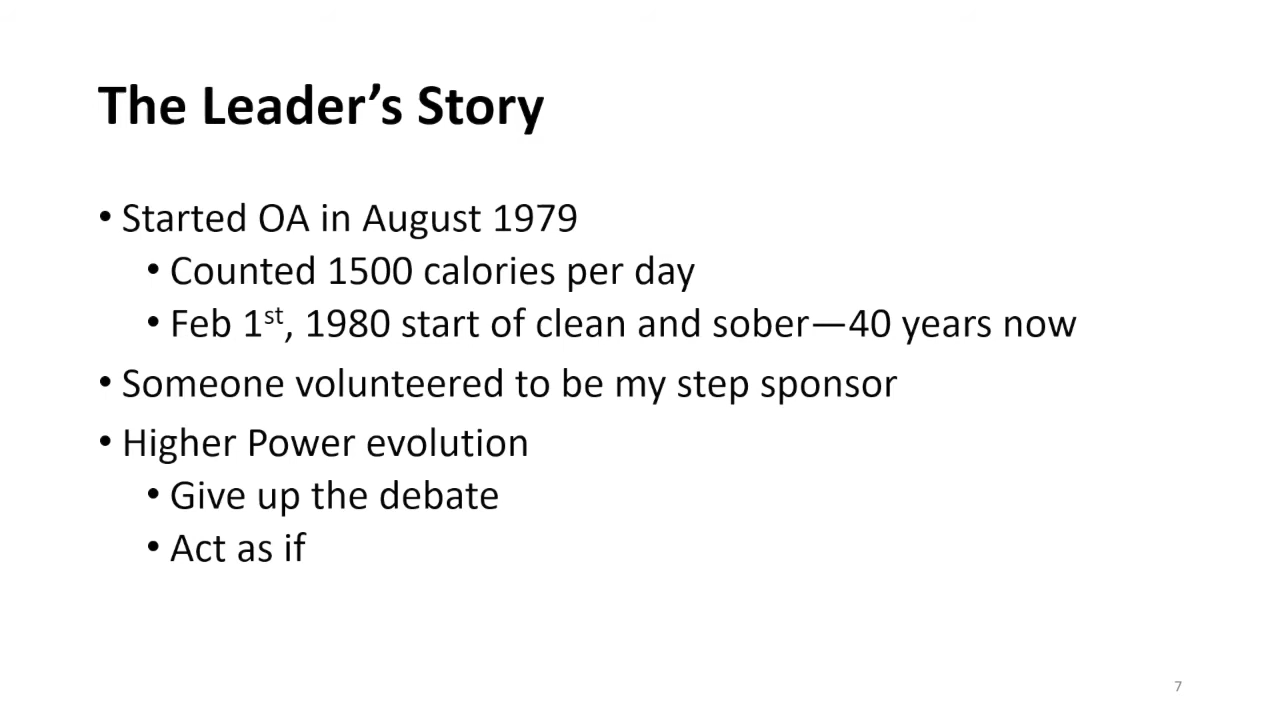 The Leader’s Story
• Started OA in August 1979
• Counted 1500 calories per day
• Feb 1st, 1980 start of clean and sober—40 years now
• Someone volunteered to be my step sponsor
• Higher Power evolution
• Give up the debate
• Act as if
7